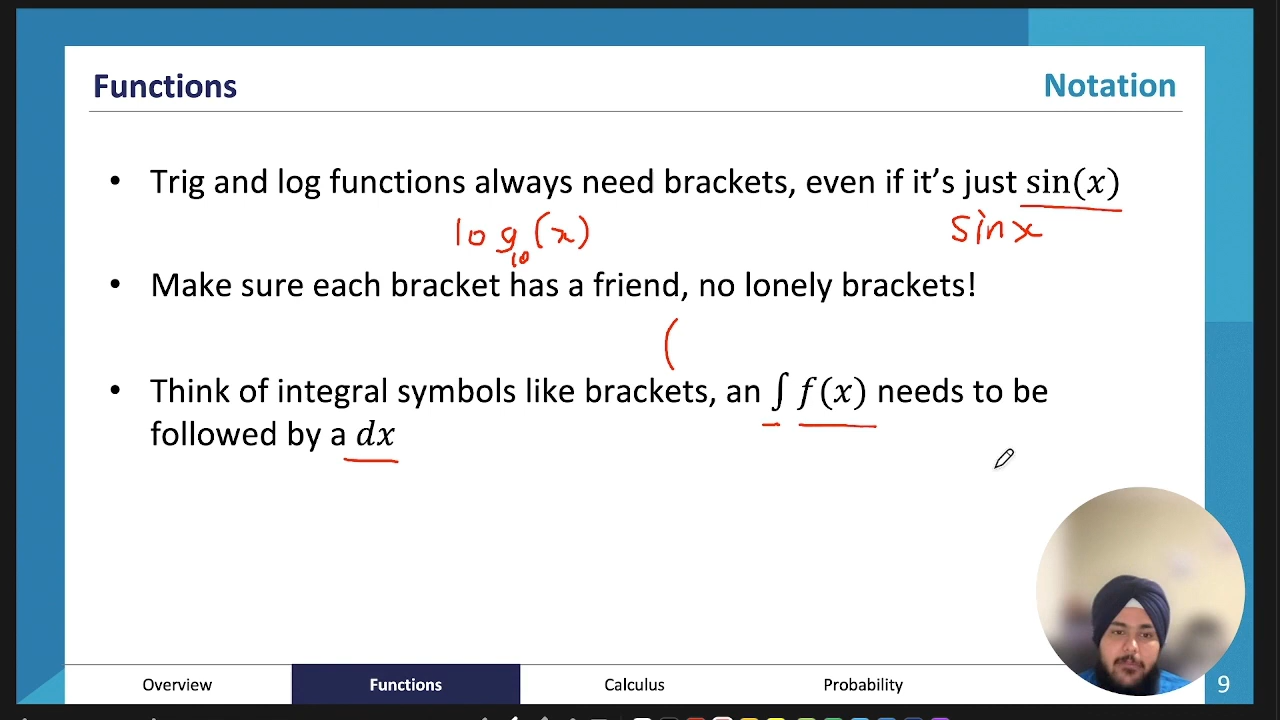 Functions
Notation
• Trig and log functions always need brackets, even if it's just sin(x)
log₁₀(x)
sin x
• Make sure each bracket has a friend, no lonely brackets!
(
• Think of integral symbols like brackets, an ∫ f(x) needs to be
followed by a dx
Overview
Functions
Calculus
Probability
9